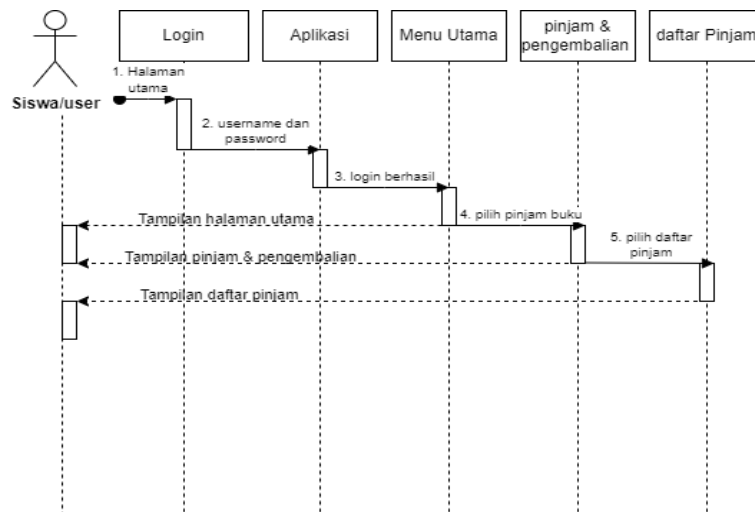 Login
Aplikasi
Menu Utama
pinjam &
pengembalian
daftar Pinjam
Siswa/user
1. Halaman
utama
2. username dan
password
3. login berhasil
4. pilih pinjam buku
Tampilan halaman utama
5. pilih daftar
pinjam
Tampilan pinjam & pengembalian
Tampilan daftar pinjam